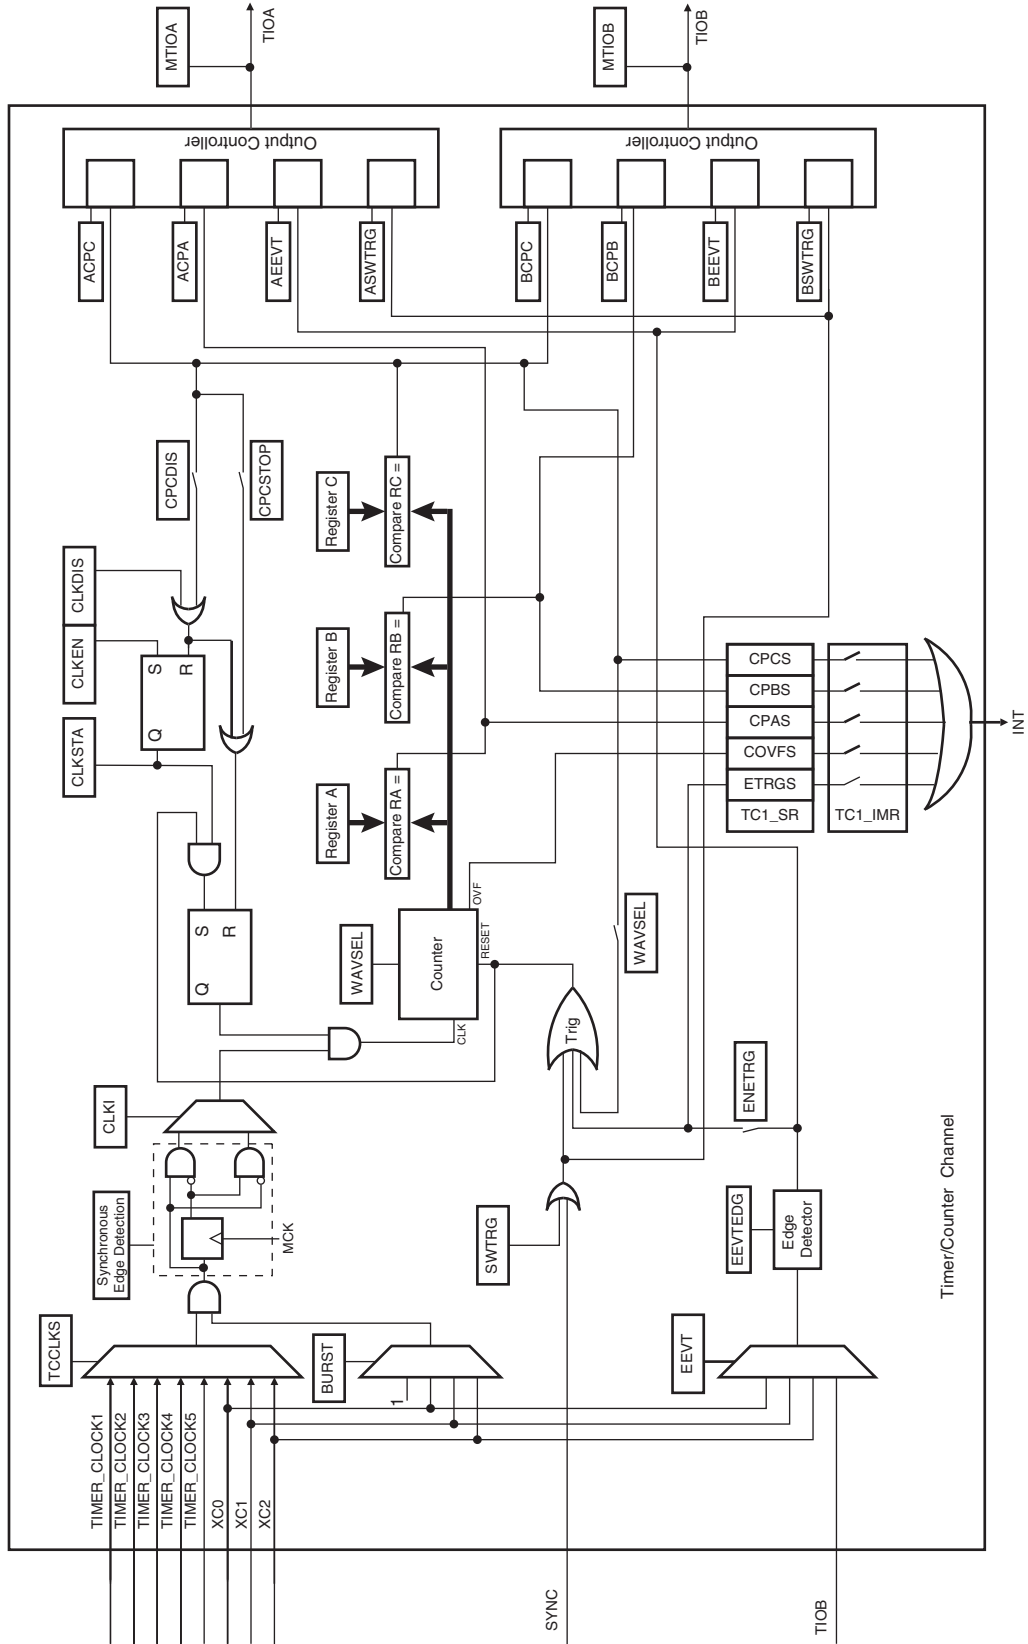 TCCLKS
TIMER_CLOCK1
TIMER_CLOCK2
TIMER_CLOCK3
TIMER_CLOCK4
TIMER_CLOCK5
XC0
XC1
XC2
Synchronous
Edge Detection
CLKI
MCK
BURST
1
CLKSTA
CLKEN
CLKDIS
Q
S
R
Q
S
R
CPCDIS
CPCSTOP
WAVSEL
Counter
CLK
RESET
OVF
Register A
Register B
Register C
Compare RA =
Compare RB =
Compare RC =
ACPC
ACPA
AEEVT
ASWTRG
Output Controller
MTIOA
TIOA
BCPC
BCPB
BEEVT
BSWTRG
Output Controller
MTIOB
TIOB
SYNC
SWTRG
Trig
WAVSEL
TIOB
EEVT
EEVTEDG
Edge
Detector
ENETRG
CPCS
CPBS
CPAS
COVFS
ETRGS
TC1_SR
TC1_IMR
INT
Timer/Counter Channel